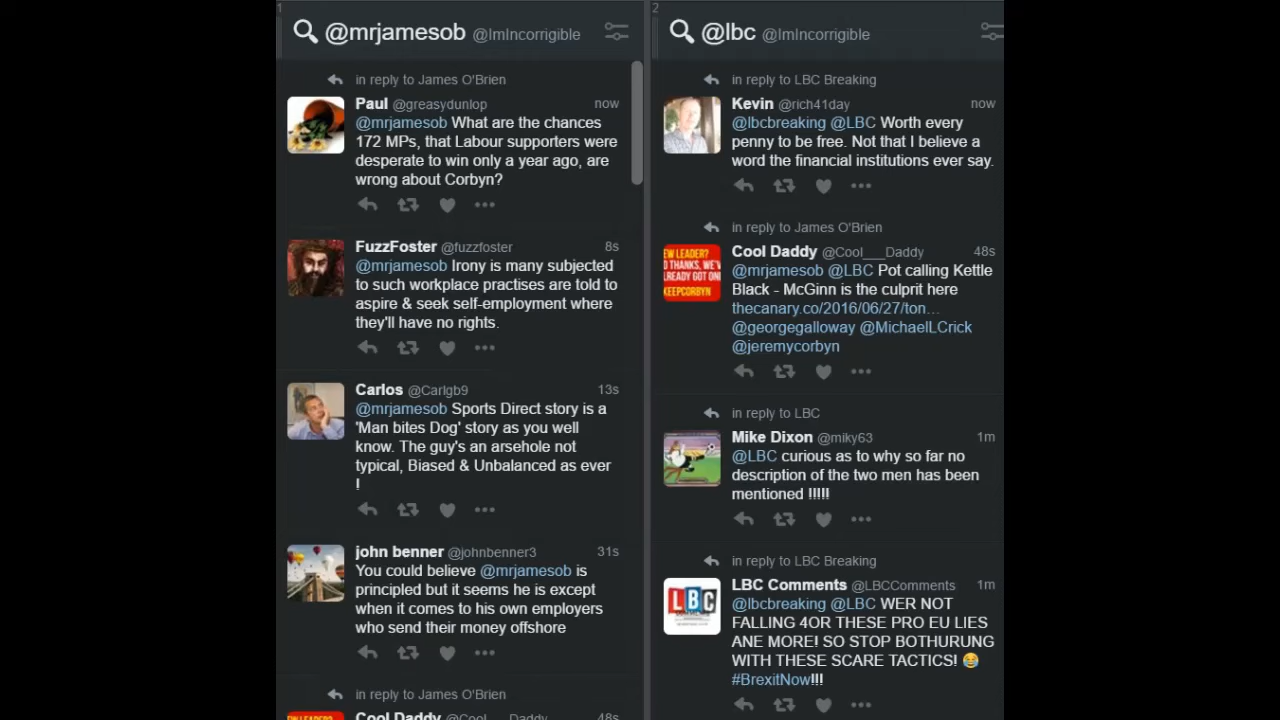 1
@mrjamesob @ImIncorrigible
in reply to James O'Brien
Paul @greasydunlop now
@mrjamesob What are the chances
172 MPs, that Labour supporters were
desperate to win only a year ago, are
wrong about Corbyn?
FuzzFoster @fuzzfoster 8s
@mrjamesob Irony is many subjected
to such workplace practises are told to
aspire & seek self-employment where
they'll have no rights.
Carlos @Carlgb9 13s
@mrjamesob Sports Direct story is a
'Man bites Dog' story as you well
know. The guy's an arsehole not
typical, Biased & Unbalanced as ever
!
john benner @johnbenner3 31s
You could believe @mrjamesob is
principled but it seems he is except
when it comes to his own employers
who send their money offshore
in reply to James O'Brien
Cool Daddy @Cool___Daddy 48s
2
@lbc @ImIncorrigible
in reply to LBC Breaking
Kevin @rich41day now
@lbcbreaking @LBC Worth every
penny to be free. Not that I believe a
word the financial institutions ever say.
in reply to James O'Brien
Cool Daddy @Cool___Daddy 48s
EW LEADER?
O THANKS, WE'V
LREADY GOT ON
KEEPCORBYN
@mrjamesob @LBC Pot calling Kettle
Black - McGinn is the culprit here
thecanary.co/2016/06/27/ton…
@georgegalloway @MichaelLCrick
@jeremycorbyn
in reply to LBC
Mike Dixon @miky63 1m
@LBC curious as to why so far no
description of the two men has been
mentioned !!!!!
in reply to LBC Breaking
LBC Comments @LBCComments 1m
LBC
@lbcbreaking @LBC WER NOT
FALLING 4OR THESE PRO EU LIES
ANE MORE! SO STOP BOTHURUNG
WITH THESE SCARE TACTICS! 😂
#BrexitNow!!!